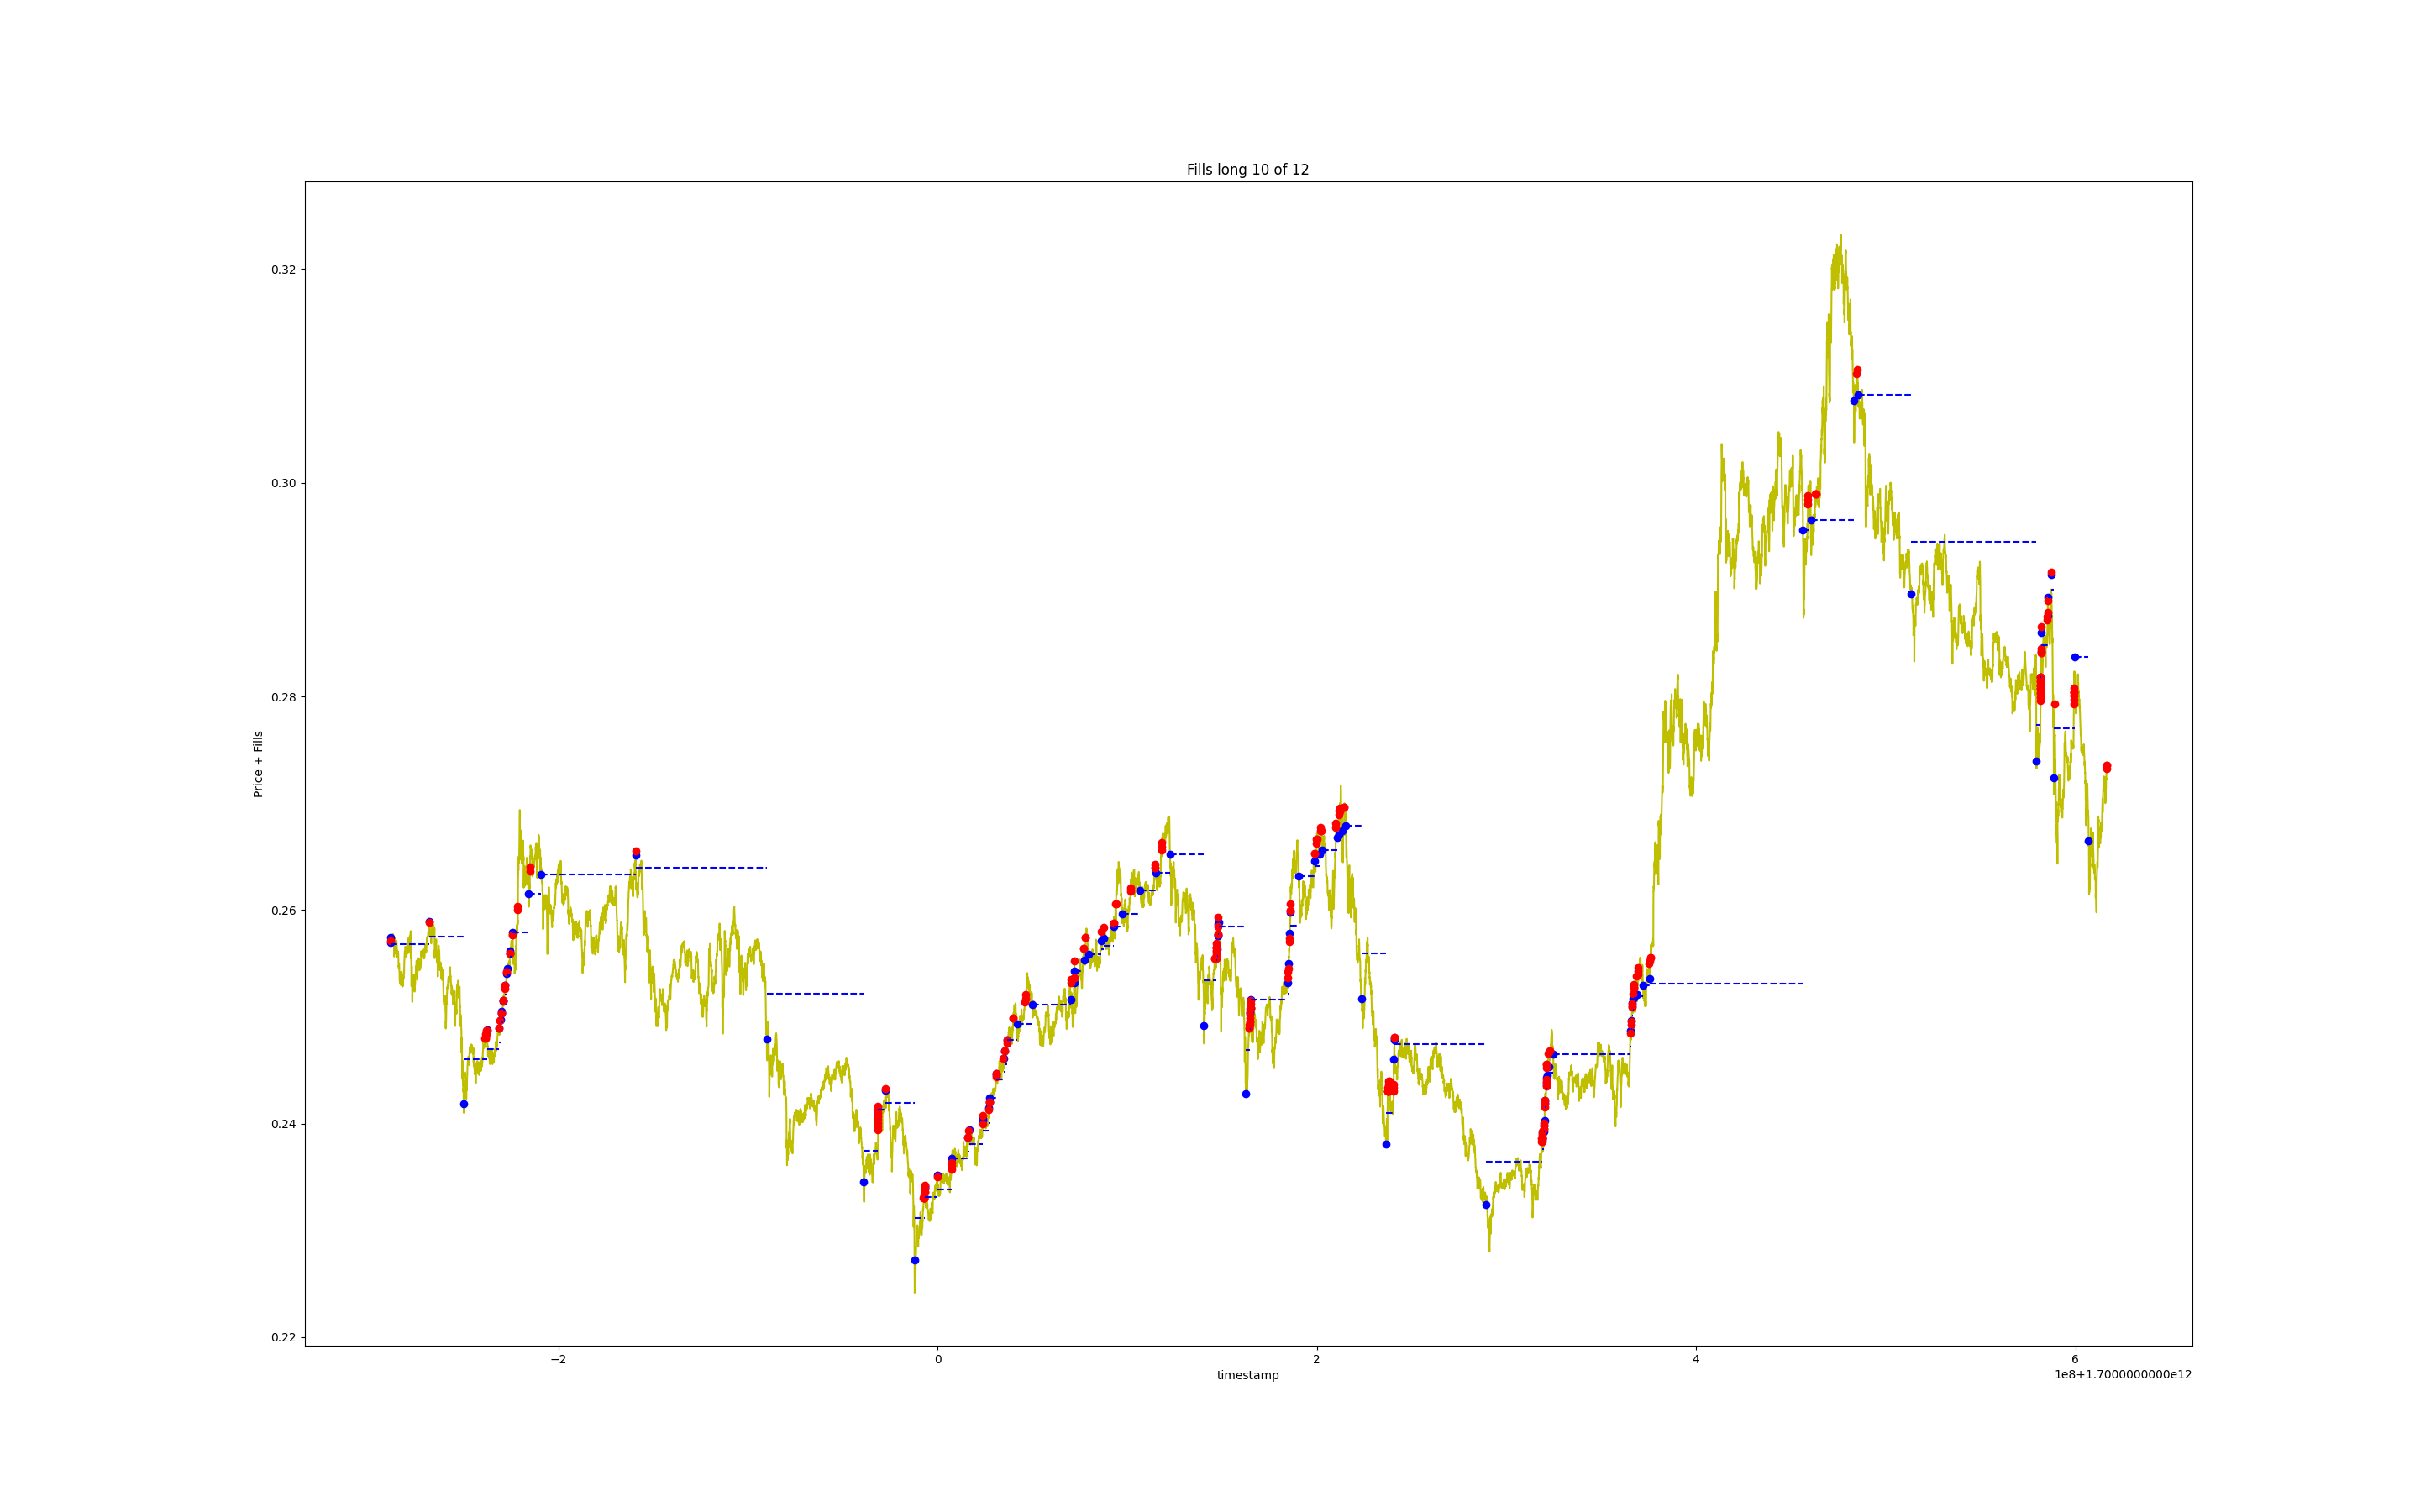 Fills long 10 of 12
Price + Fills
0.32
0.30
0.28
0.26
0.24
0.22
−2
0
2
4
6
timestamp
1e8+1.7000000000e12